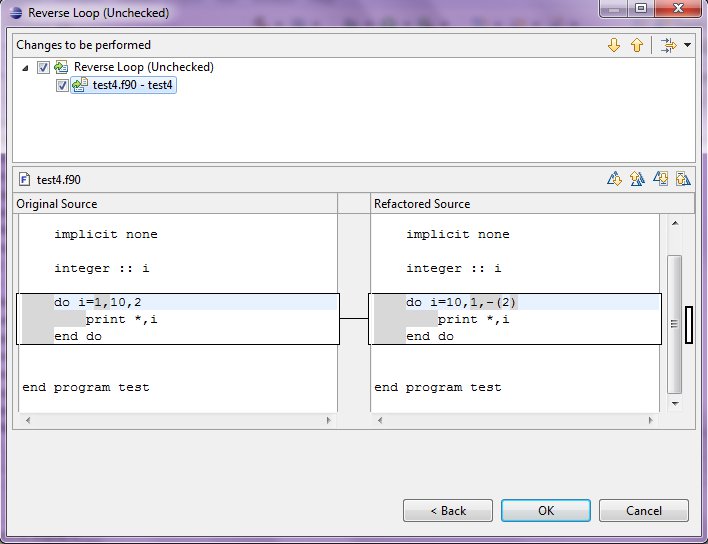 Reverse Loop (Unchecked)
Changes to be performed
Reverse Loop (Unchecked)
test4.f90 - test4
test4.f90
Original Source
Refactored Source
implicit none
integer :: i
do i=1,10,2
print *,i
end do
end program test
implicit none
integer :: i
do i=10,1,-(2)
print *,i
end do
end program test
< Back
OK
Cancel